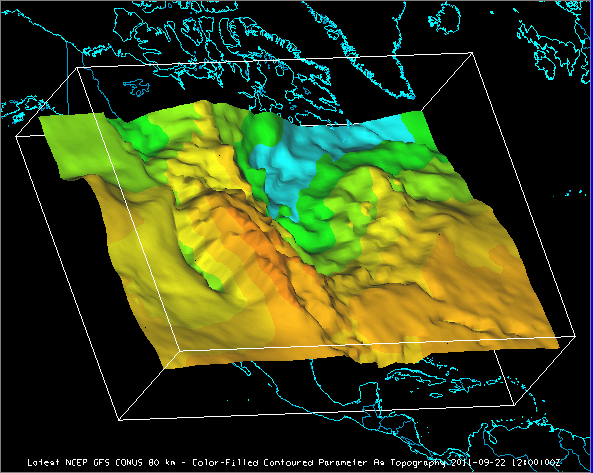 Latest NCEP GFS CONUS 80 km - Color-Filled Contoured Parameter As Topography 2011-09-22 12:00:00Z